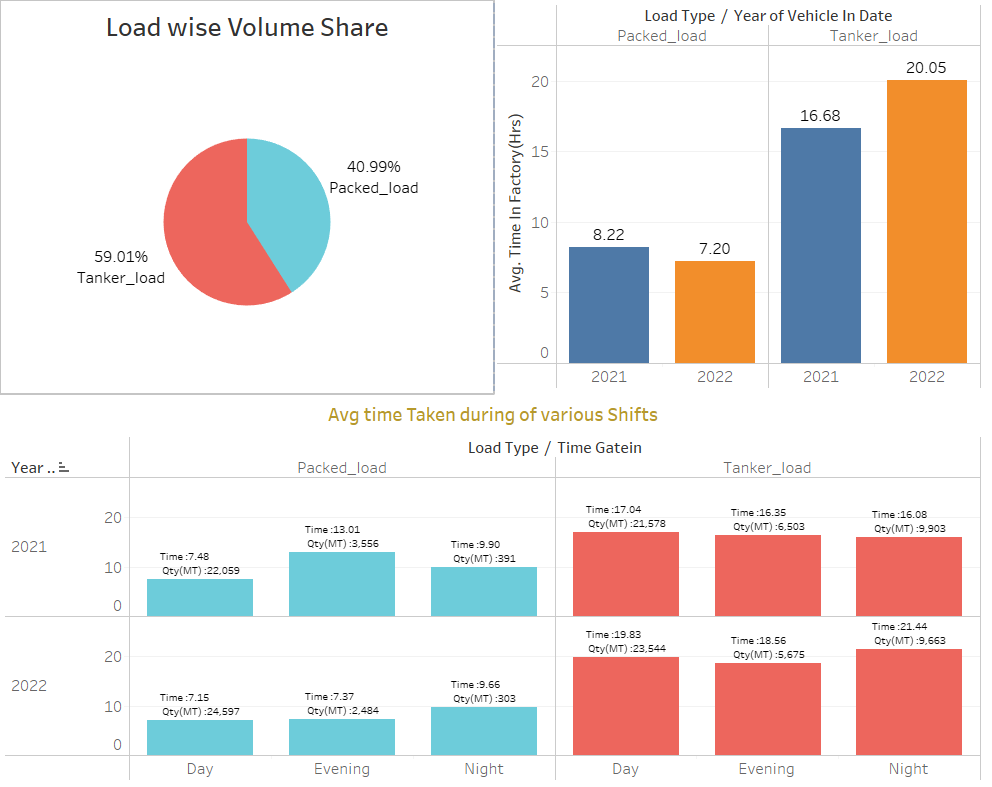 Load wise Volume Share
40.99%
Packed_load
59.01%
Tanker_load
Load Type / Year of Vehicle In Date
Packed_load
Tanker_load
Avg. Time In Factory(Hrs)
20
15
10
5
0
8.22
7.20
16.68
20.05
2021
2022
2021
2022
Avg time Taken during of various Shifts
Load Type / Time Gatein
Year ..
Packed_load
Tanker_load
2021
20
10
0
Time :7.48
Qty(MT) :22,059
Time :13.01
Qty(MT) :3,556
Time :9.90
Qty(MT) :391
Time :17.04
Qty(MT) :21,578
Time :16.35
Qty(MT) :6,503
Time :16.08
Qty(MT) :9,903
2022
20
10
0
Time :7.15
Qty(MT) :24,597
Time :7.37
Qty(MT) :2,484
Time :9.66
Qty(MT) :303
Time :19.83
Qty(MT) :23,544
Time :18.56
Qty(MT) :5,675
Time :21.44
Qty(MT) :9,663
Day
Evening
Night
Day
Evening
Night